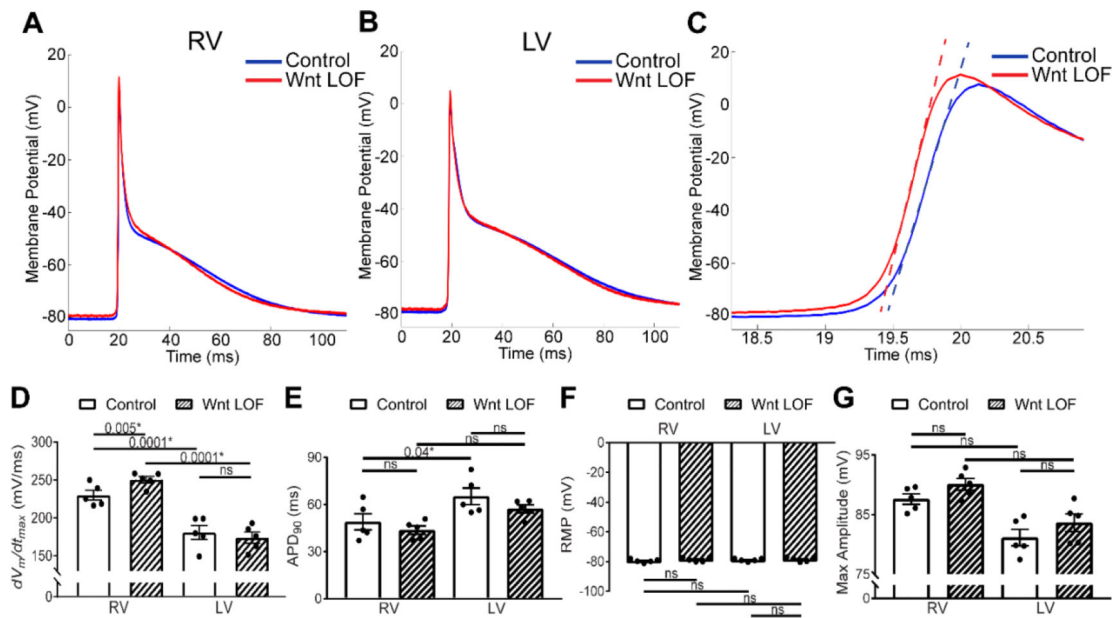 A
RV
Control
Wnt LOF
Membrane Potential (mV)
20
0
-20
-40
-60
-80
0 20 40 60 80 100
Time (ms)
B
LV
Control
Wnt LOF
Membrane Potential (mV)
20
0
-20
-40
-60
-80
0 20 40 60 80 100
Time (ms)
C
Control
Wnt LOF
Membrane Potential (mV)
20
0
-20
-40
-60
-80
18.5 19 19.5 20 20.5
Time (ms)
D
Control Wnt LOF
0.005*
0.0001*
0.0001*
ns
dVm/dtmax (mV/ms)
300
250
200
150
0
RV LV
E
Control Wnt LOF
ns
ns
0.04*
ns
APD90 (ms)
90
60
30
0
RV LV
F
Control Wnt LOF
RV LV
RMP (mV)
0
-20
-40
-60
-80
-100
ns
ns
ns
ns
G
Control Wnt LOF
ns
ns
ns
ns
Max Amplitude (mV)
95
85
75
0
RV LV